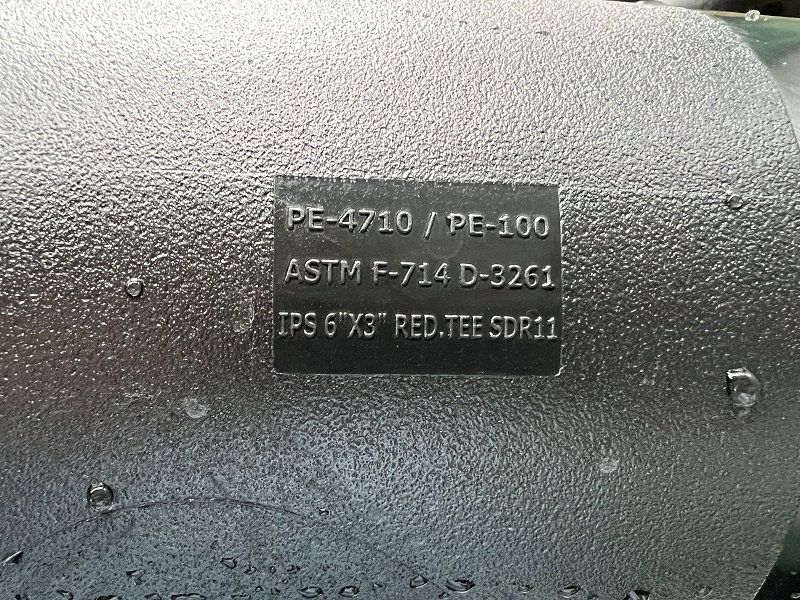 PE-4710 / PE-100
ASTM F-714 D-3261
IPS 6"X3" RED.TEE SDR11